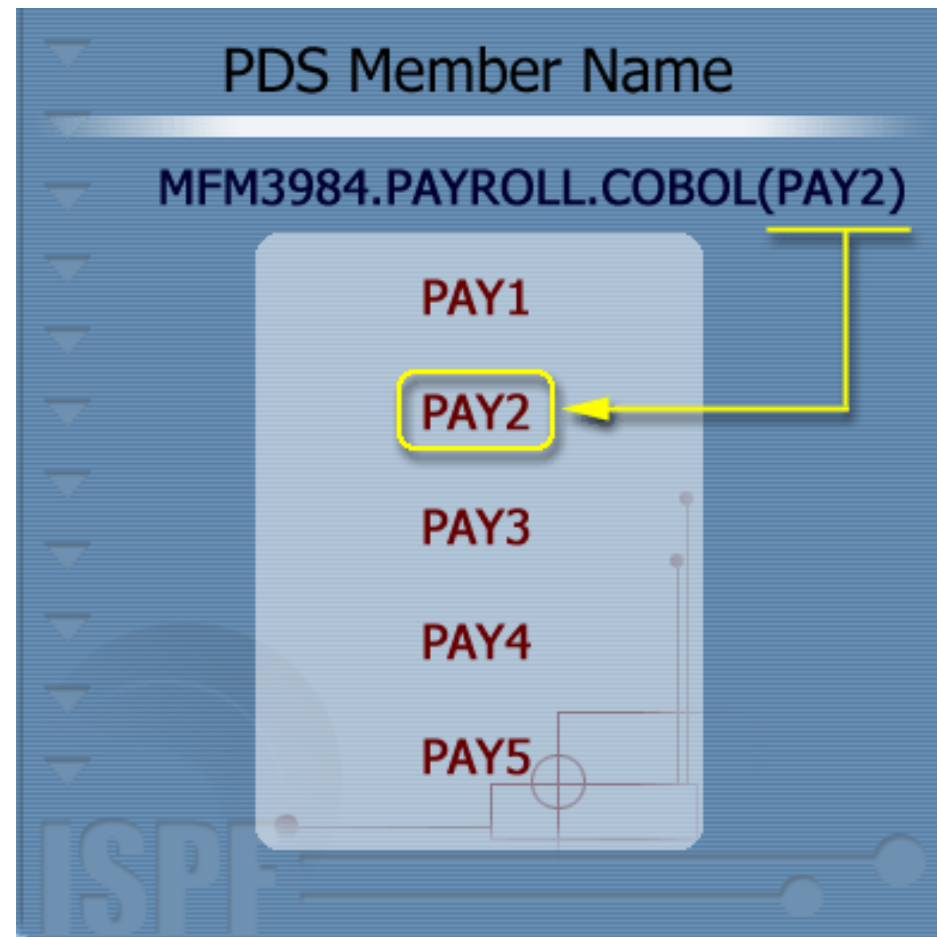 PDS Member Name
MFM3984.PAYROLL.COBOL(PAY2)
PAY1
PAY2
PAY3
PAY4
PAY5
ISPF